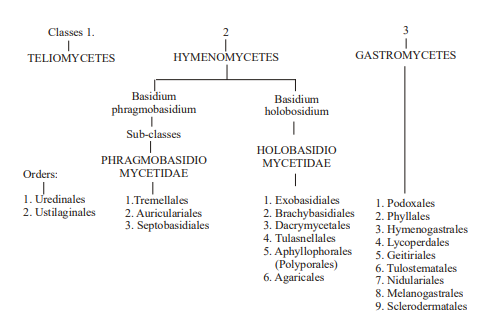 Classes 1.
TELIOMYCETES
2
HYMENOMYCETES
3
GASTROMYCETES
Basidium
phragmobasidium
Sub-classes
PHRAGMOBASIDIO
MYCETIDAE
Basidium
holobosidium
HOLOBASIDIO
MYCETIDAE
Orders:
1. Uredinales
2. Ustilaginales
1.Tremellales
2. Auriculariales
3. Septobasidiales
1. Exobasidiales
2. Brachybasidiales
3. Dacrymycetales
4. Tulasnellales
5. Aphyllophorales
(Polyporales)
6. Agaricales
1. Podoxales
2. Phyllales
3. Hymenogastrales
4. Lycoperdales
5. Geitiriales
6. Tulostematales
7. Nidulariales
8. Melanogastrales
9. Sclerodermatales